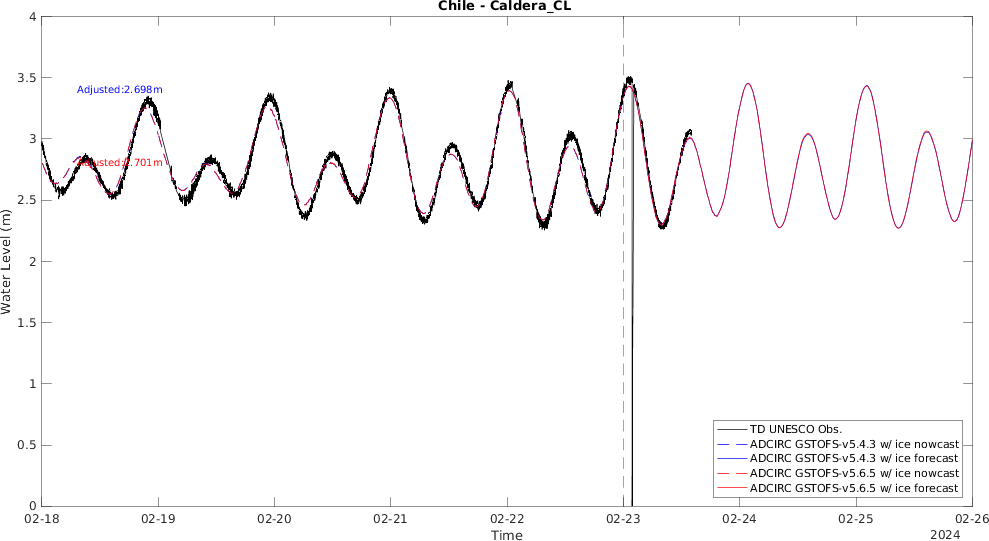 Chile - Caldera_CL
4
3.5
3
2.5
2
1.5
1
0.5
0
Water Level (m)
Adjusted:2.698m
Adjusted:2.701m
TD UNESCO Obs.
ADCIRC GSTOFS-v5.4.3 w/ ice nowcast
ADCIRC GSTOFS-v5.4.3 w/ ice forecast
ADCIRC GSTOFS-v5.6.5 w/ ice nowcast
ADCIRC GSTOFS-v5.6.5 w/ ice forecast
02-18 02-19 02-20 02-21 02-22 02-23 02-24 02-25 02-26
Time
2024